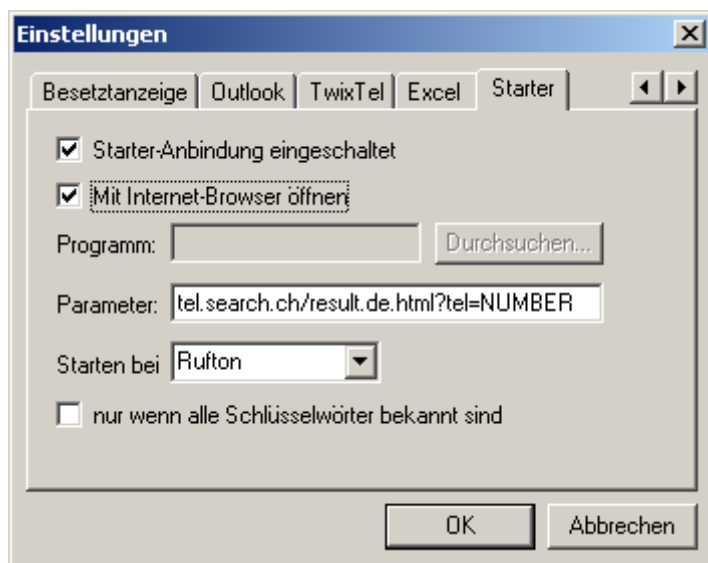 Einstellungen
Besetztanzeige Outlook TwixTel Excel Starter
Starter-Anbindung eingeschaltet
Mit Internet-Browser öffnen
Programm: Durchsuchen...
Parameter: tel.search.ch/result.de.html?tel=NUMBER
Starten bei Rufton
nur wenn alle Schlüsselwörter bekannt sind
OK Abbrechen